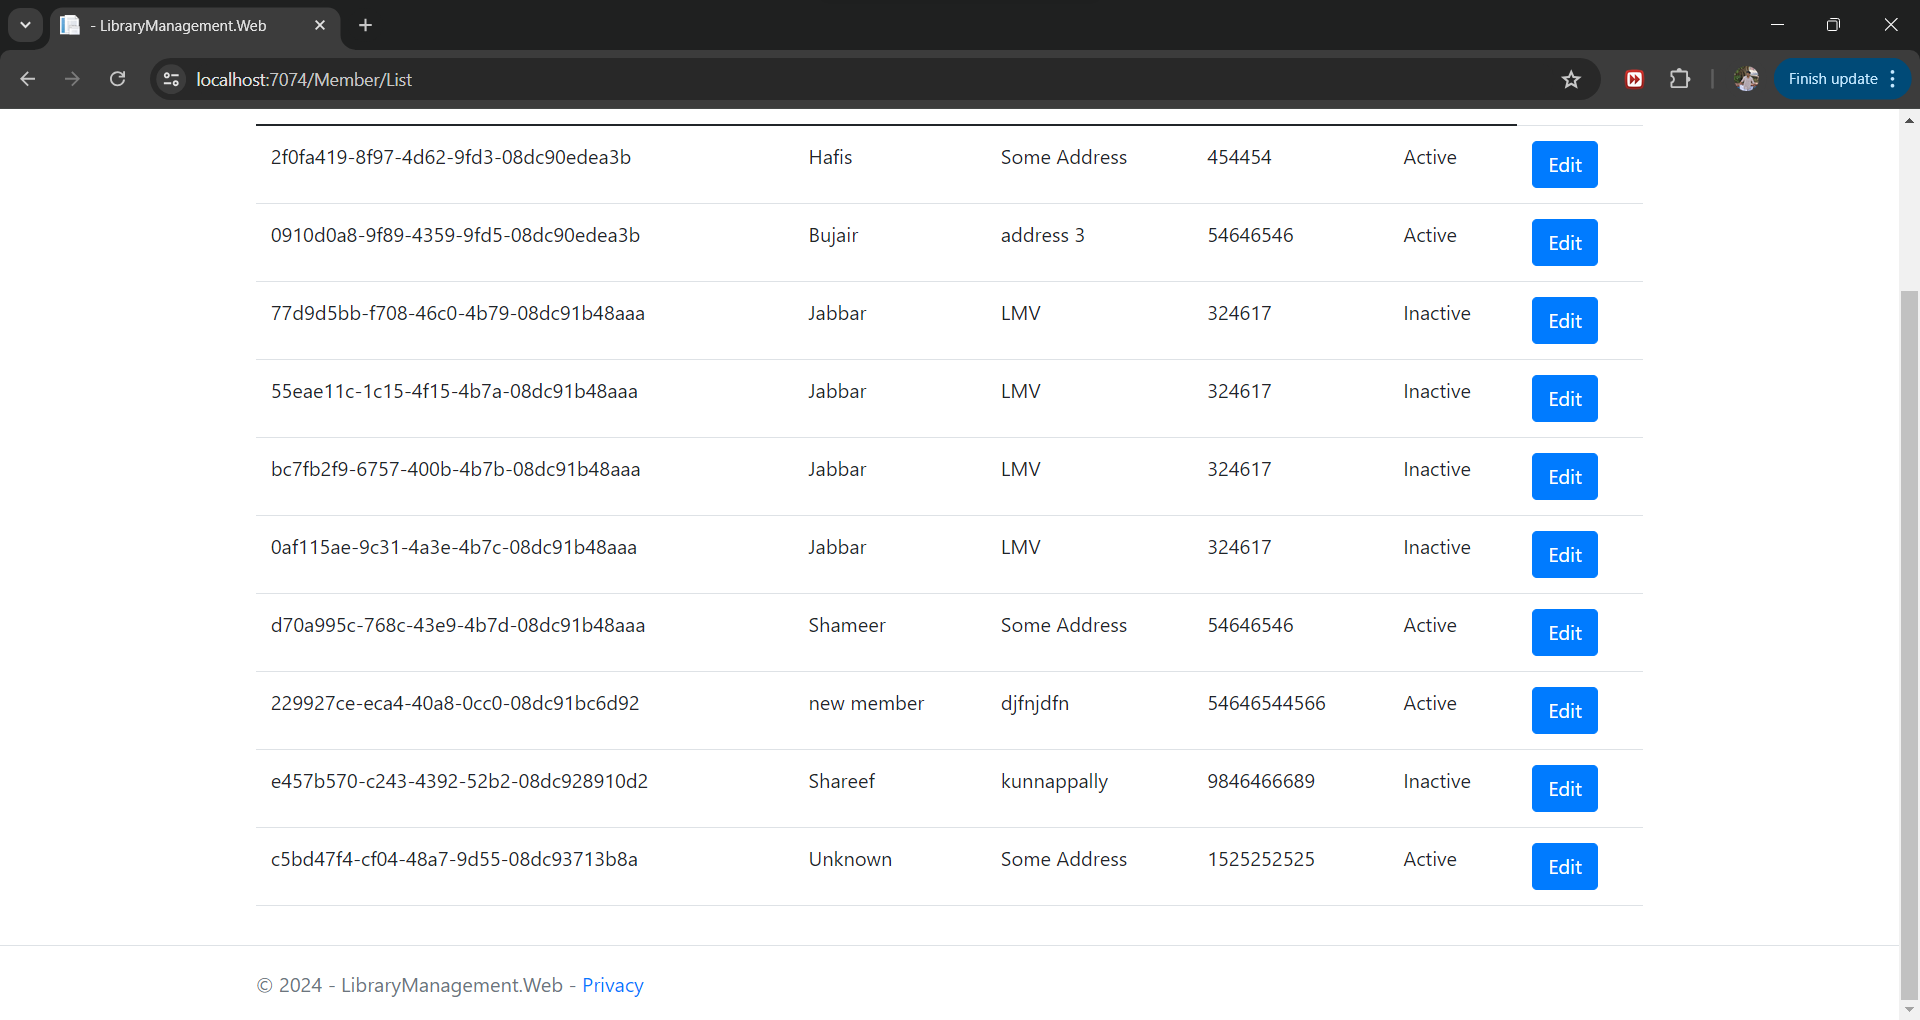 - LibraryManagement.Web
localhost:7074/Member/List
Finish update
2f0fa419-8f97-4d62-9fd3-08dc90edea3b Hafis Some Address 454454 Active Edit
0910d0a8-9f89-4359-9fd5-08dc90edea3b Bujair address 3 54646546 Active Edit
77d9d5bb-f708-46c0-4b79-08dc91b48aaa Jabbar LMV 324617 Inactive Edit
55eae11c-1c15-4f15-4b7a-08dc91b48aaa Jabbar LMV 324617 Inactive Edit
bc7fb2f9-6757-400b-4b7b-08dc91b48aaa Jabbar LMV 324617 Inactive Edit
0af115ae-9c31-4a3e-4b7c-08dc91b48aaa Jabbar LMV 324617 Inactive Edit
d70a995c-768c-43e9-4b7d-08dc91b48aaa Shameer Some Address 54646546 Active Edit
229927ce-eca4-40a8-0cc0-08dc91bc6d92 new member djfnjdfn 54646544566 Active Edit
e457b570-c243-4392-52b2-08dc928910d2 Shareef kunnappally 9846466689 Inactive Edit
c5bd47f4-cf04-48a7-9d55-08dc93713b8a Unknown Some Address 1525252525 Active Edit
© 2024 - LibraryManagement.Web - Privacy